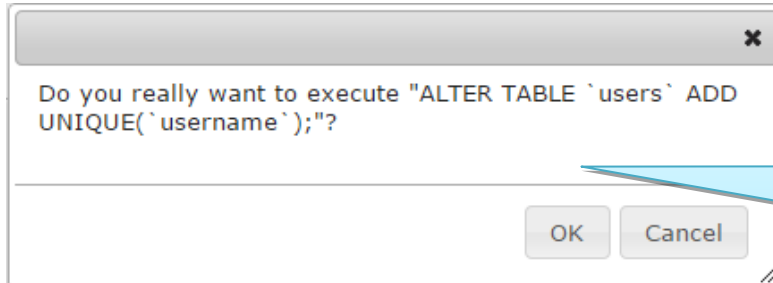 Do you really want to execute "ALTER TABLE `users` ADD
UNIQUE(`username`);"?
OK Cancel